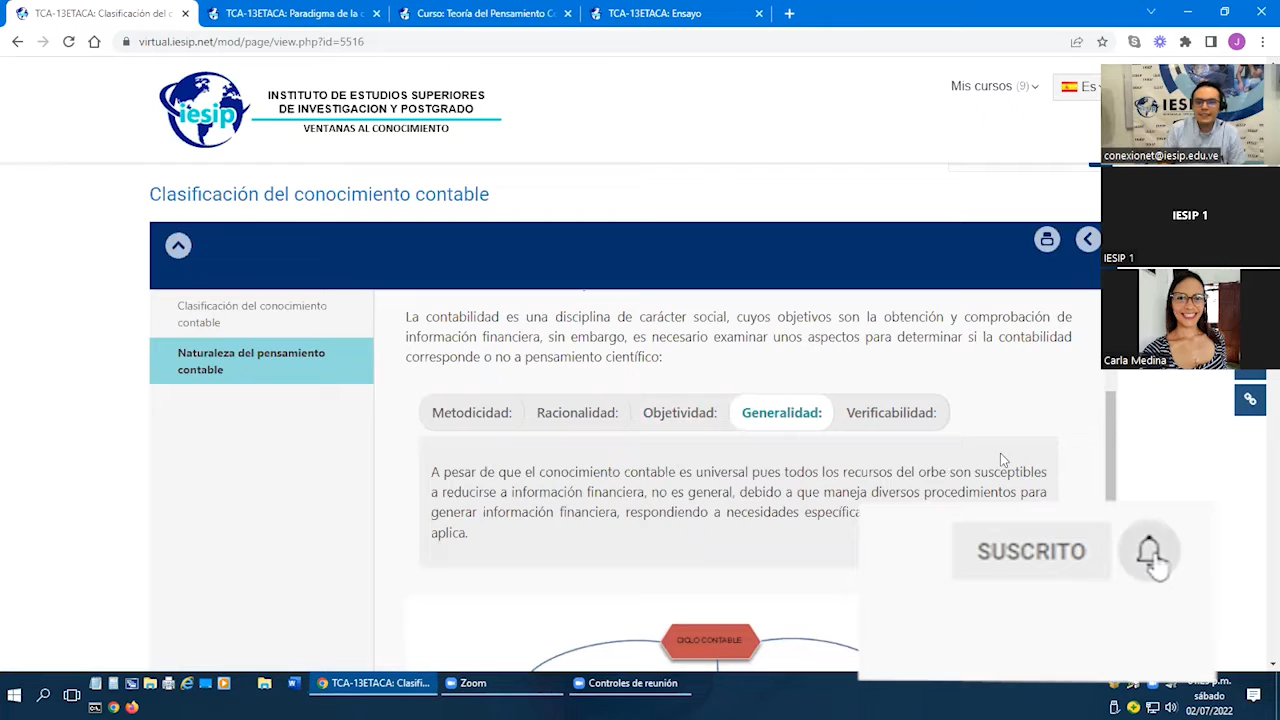 TCA-13ETACA: Clasificación del c
TCA-13ETACA: Paradigma de la c
Curso: Teoría del Pensamiento Co
TCA-13ETACA: Ensayo
virtual.iesip.net/mod/page/view.php?id=5516
iesip
INSTITUTO DE ESTUDIOS SUPERIORES
DE INVESTIGACION Y POSTGRADO
VENTANAS AL CONOCIMIENTO
Mis cursos (9)
Es
IESIP
conexionet@iesip.edu.ve
IESIP 1
IESIP 1
Carla Medina
Clasificación del conocimiento contable
Clasificación del conocimiento
contable
Naturaleza del pensamiento
contable
La contabilidad es una disciplina de carácter social, cuyos objetivos son la obtención y comprobación de
información financiera, sin embargo, es necesario examinar unos aspectos para determinar si la contabilidad
corresponde o no a pensamiento científico:
Metodicidad:
Racionalidad:
Objetividad:
Generalidad:
Verificabilidad:
A pesar de que el conocimiento contable es universal pues todos los recursos del orbe son susceptibles
a reducirse a información financiera, no es general, debido a que maneja diversos procedimientos para
generar información financiera, respondiendo a necesidades específica
aplica.
SUSCRITO
CICLO CONTABLE
TCA-13ETACA: Clasifi...
Zoom
Controles de reunión
p.m.
sábado
02/07/2022